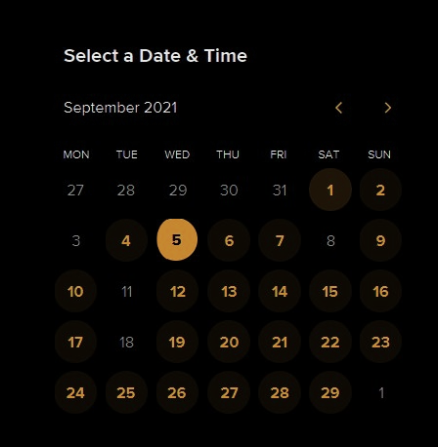 Select a Date & Time
September 2021
MON TUE WED THU FRI SAT SUN
27 28 29 30 31 1 2
3 4 5 6 7 8 9
10 11 12 13 14 15 16
17 18 19 20 21 22 23
24 25 26 27 28 29 1